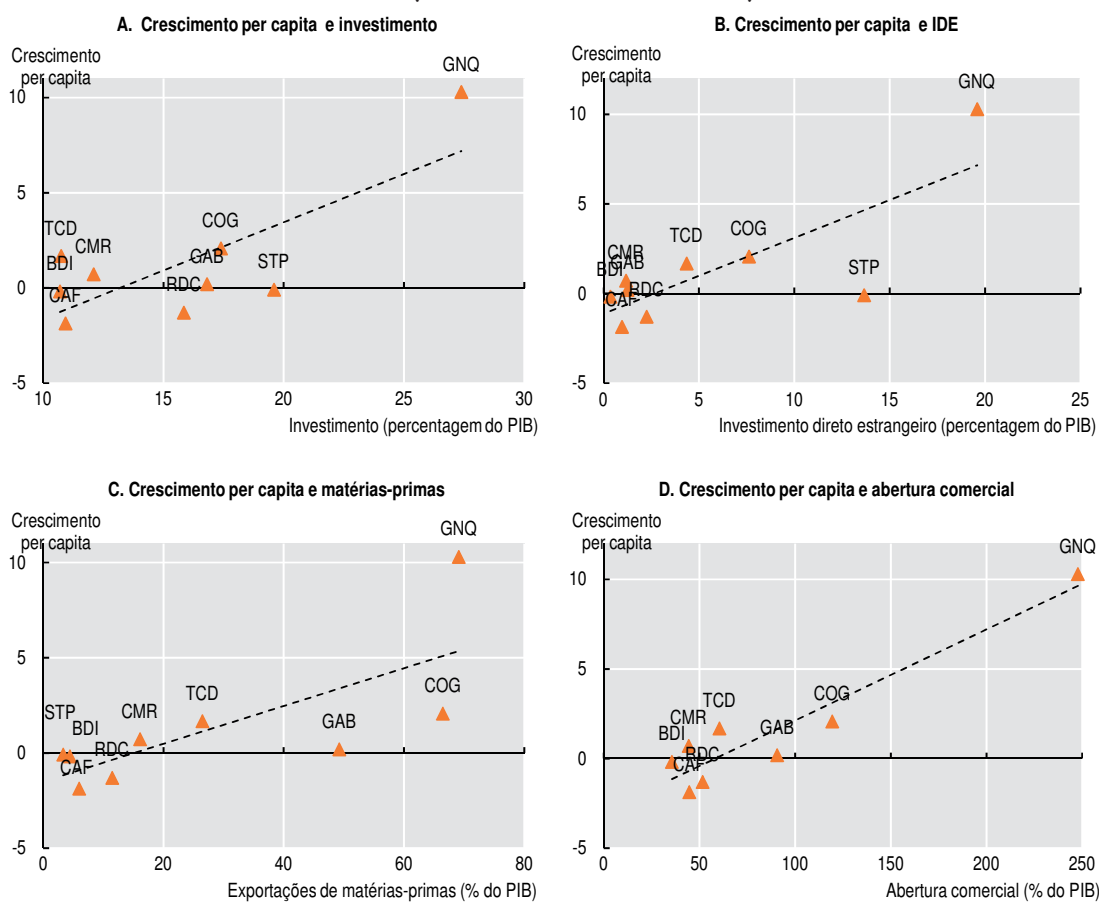 A. Crescimento per capita e investimento
Crescimento
per capita
GNQ
10
5
TCD
CMR
BDI
COG
GAB
STP
CAF
RDC
0
-5
10
15
20
25
30
Investimento (percentagem do PIB)
B. Crescimento per capita e IDE
Crescimento
per capita
GNQ
10
5
CMR
GAB
BDI
TCD
COG
STP
RDC
CAF
0
-5
0
5
10
15
20
25
Investimento direto estrangeiro (percentagem do PIB)
C. Crescimento per capita e matérias-primas
Crescimento
per capita
GNQ
10
5
STP
BDI
CMR
TCD
GAB
COG
RDC
CAF
0
-5
0
20
40
60
80
Exportações de matérias-primas (% do PIB)
D. Crescimento per capita e abertura comercial
Crescimento
per capita
GNQ
10
5
TCD
CMR
BDI
COG
GAB
RDC
CAF
0
-5
0
50
100
150
200
250
Abertura comercial (% do PIB)